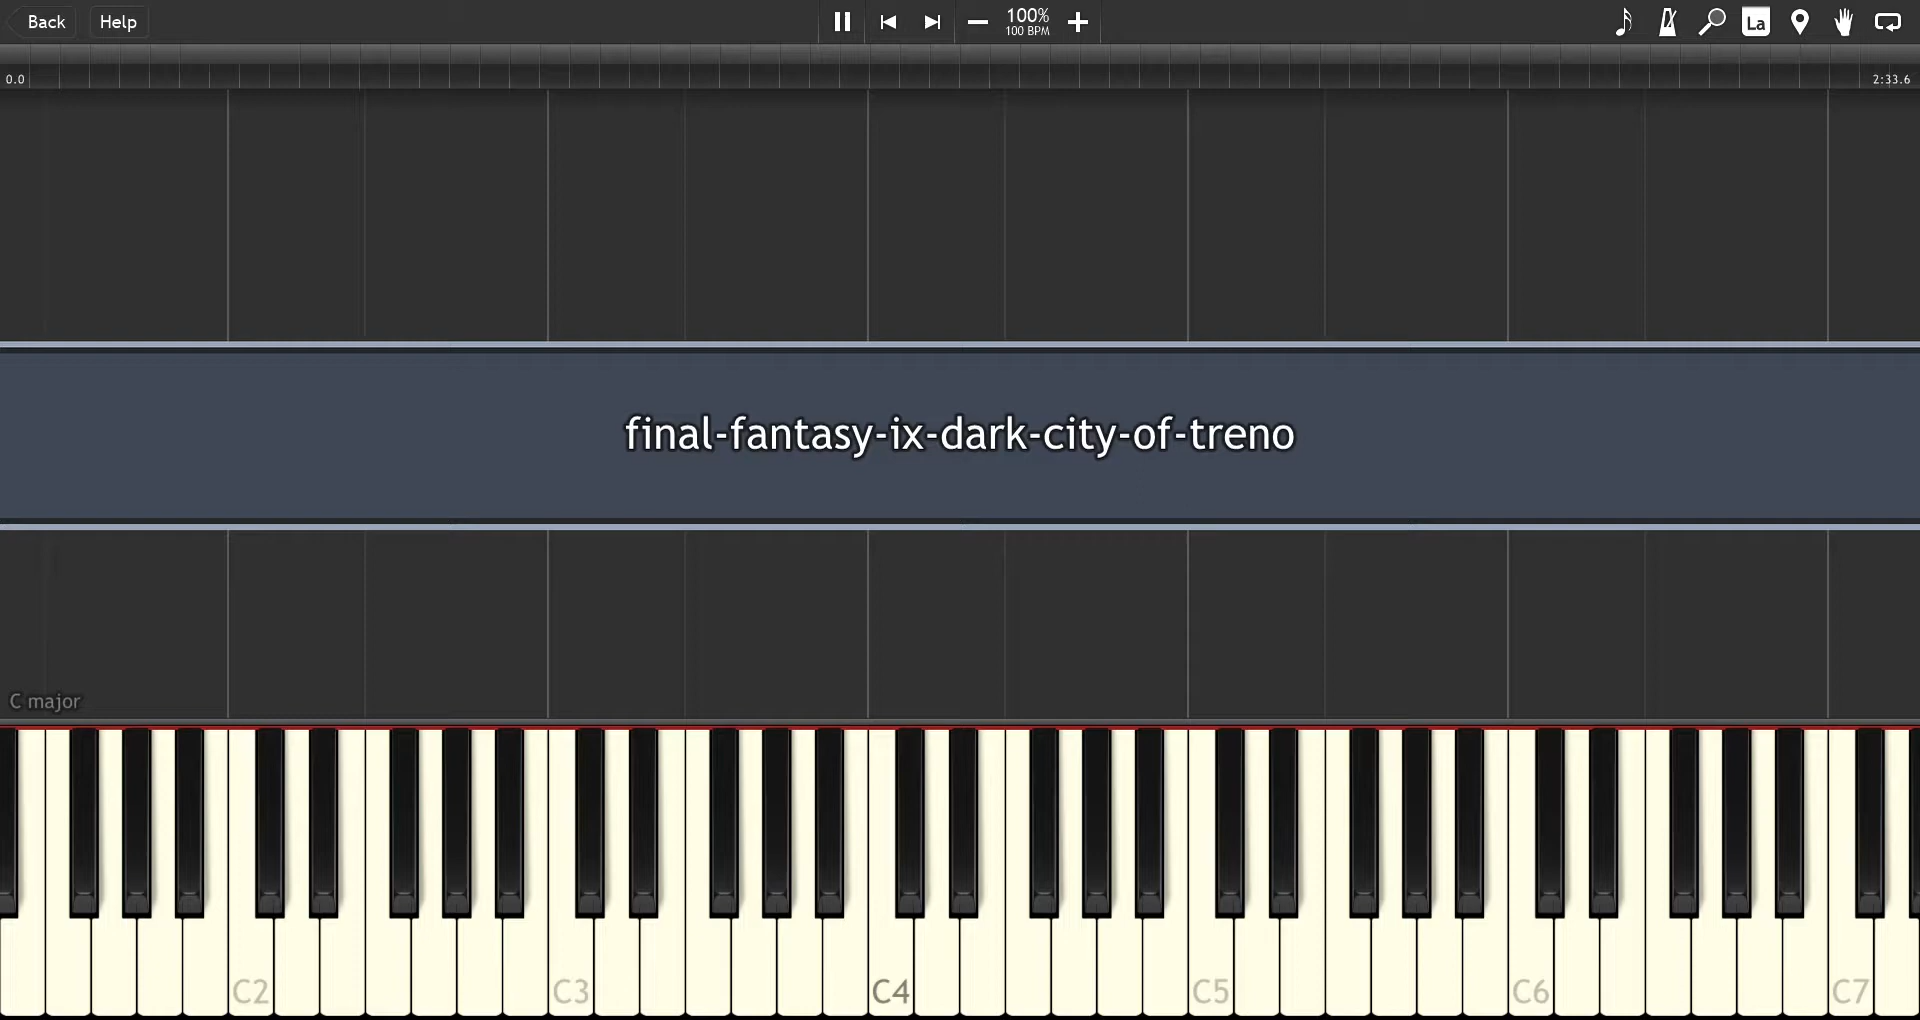 Back Help 100% La
100 BPM
0.0 2:33.6
final-fantasy-ix-dark-city-of-treno
C major
C2 C3 C4 C5 C6 C7